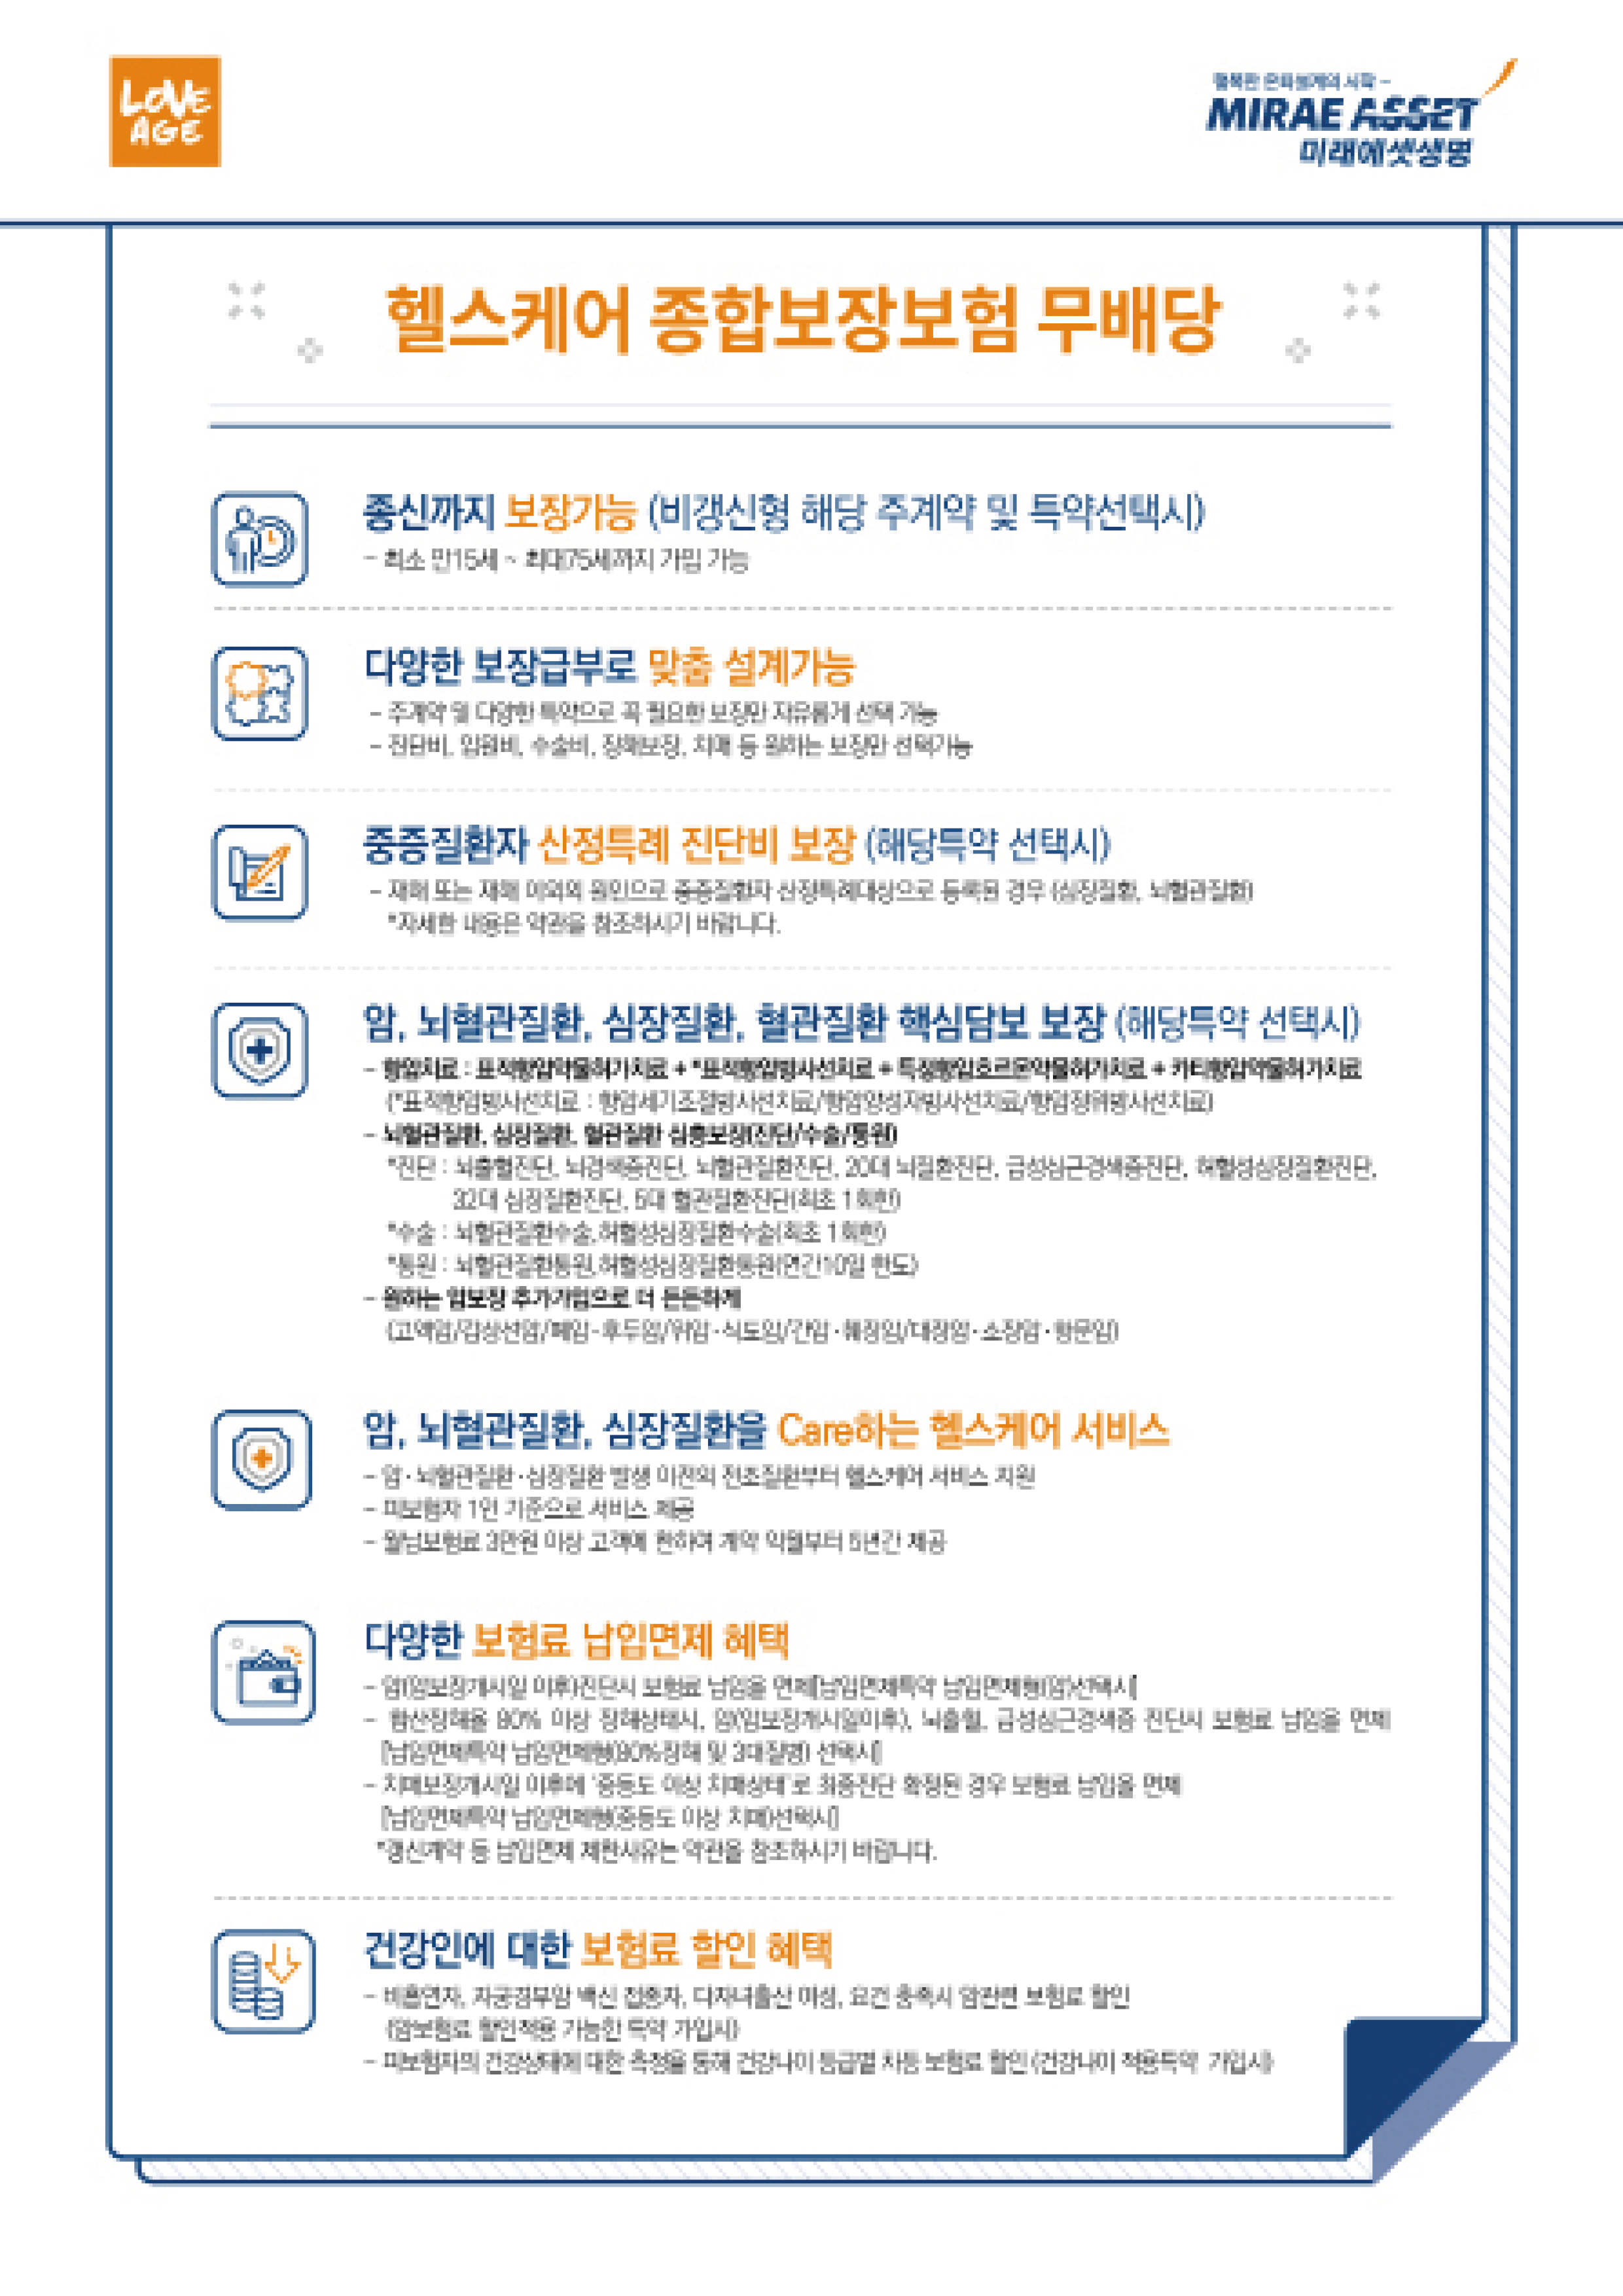 LOVE
AGE
행복한 은퇴설계의 시작 –
MIRAE ASSET
미래에셋생명
헬스케어 종합보장보험 무배당
종신까지 보장가능 (비갱신형 해당 주계약 및 특약선택시)
– 최소 만15세 ~ 최대75세까지 가입 가능
다양한 보장급부로 맞춤 설계가능
– 주계약 및 다양한 특약으로 꼭 필요한 보장만 자유롭게 선택 가능
– 진단비, 입원비, 수술비, 장해보장, 치매 등 원하는 보장만 선택가능
중증질환자 산정특례 진단비 보장 (해당특약 선택시)
– 재해 또는 재해 이외의 원인으로 중증질환자 산정특례대상으로 등록된 경우 (심장질환, 뇌혈관질환)
*자세한 내용은 약관을 참조하시기 바랍니다.
암, 뇌혈관질환, 심장질환, 혈관질환 핵심담보 보장 (해당특약 선택시)
– 항암치료 : 표적항암약물허가치료 + *표적항암방사선치료 + 특정항암호르몬약물허가치료 + 카티항암약물허가치료
(*표적항암방사선치료 : 항암세기조절방사선치료/항암양성자방사선치료/항암정위방사선치료)
– 뇌혈관질환, 심장질환, 혈관질환 심층보장(진단/수술/통원)
*진단 : 뇌출혈진단, 뇌경색증진단, 뇌혈관질환진단, 20대 뇌질환진단, 급성심근경색증진단, 허혈성심장질환진단,
32대 심장질환진단, 5대 혈관질환진단(최초 1회한)
*수술 : 뇌혈관질환수술,허혈성심장질환수술(최초 1회한)
*통원 : 뇌혈관질환통원,허혈성심장질환통원(연간10일 한도)
– 원하는 암보장 추가가입으로 더 든든하게
(고액암/갑상선암/폐암·후두암/위암·식도암/간암·췌장암/대장암·소장암·항문암)
암, 뇌혈관질환, 심장질환을 Care하는 헬스케어 서비스
– 암·뇌혈관질환·심장질환 발생 이전의 전조질환부터 헬스케어 서비스 지원
– 피보험자 1인 기준으로 서비스 제공
– 월납보험료 3만원 이상 고객에 한하여 계약 익월부터 5년간 제공
다양한 보험료 납입면제 혜택
– 암(암보장개시일 이후)진단시 보험료 납입을 면제[납입면제특약 납입면제형(암)선택시]
– 합산장해율 80% 이상 장해상태시, 암(암보장개시일이후), 뇌출혈, 급성심근경색증 진단시 보험료 납입을 면제
[납입면제특약 납입면제형(80%장해 및 3대질병) 선택시]
– 치매보장개시일 이후에 ‘중등도 이상 치매상태’로 최종진단 확정된 경우 보험료 납입을 면제
[납입면제특약 납입면제형(중등도 이상 치매)선택시]
*갱신계약 등 납입면제 제한사유는 약관을 참조하시기 바랍니다.
건강인에 대한 보험료 할인 혜택
– 비흡연자, 자궁경부암 백신 접종자, 다자녀출산 여성, 요건 충족시 암관련 보험료 할인
(암보험료 할인적용 가능한 특약 가입시)
– 피보험자의 건강상태에 대한 측정을 통해 건강나이 등급별 차등 보험료 할인 (건강나이 적용특약 가입시)